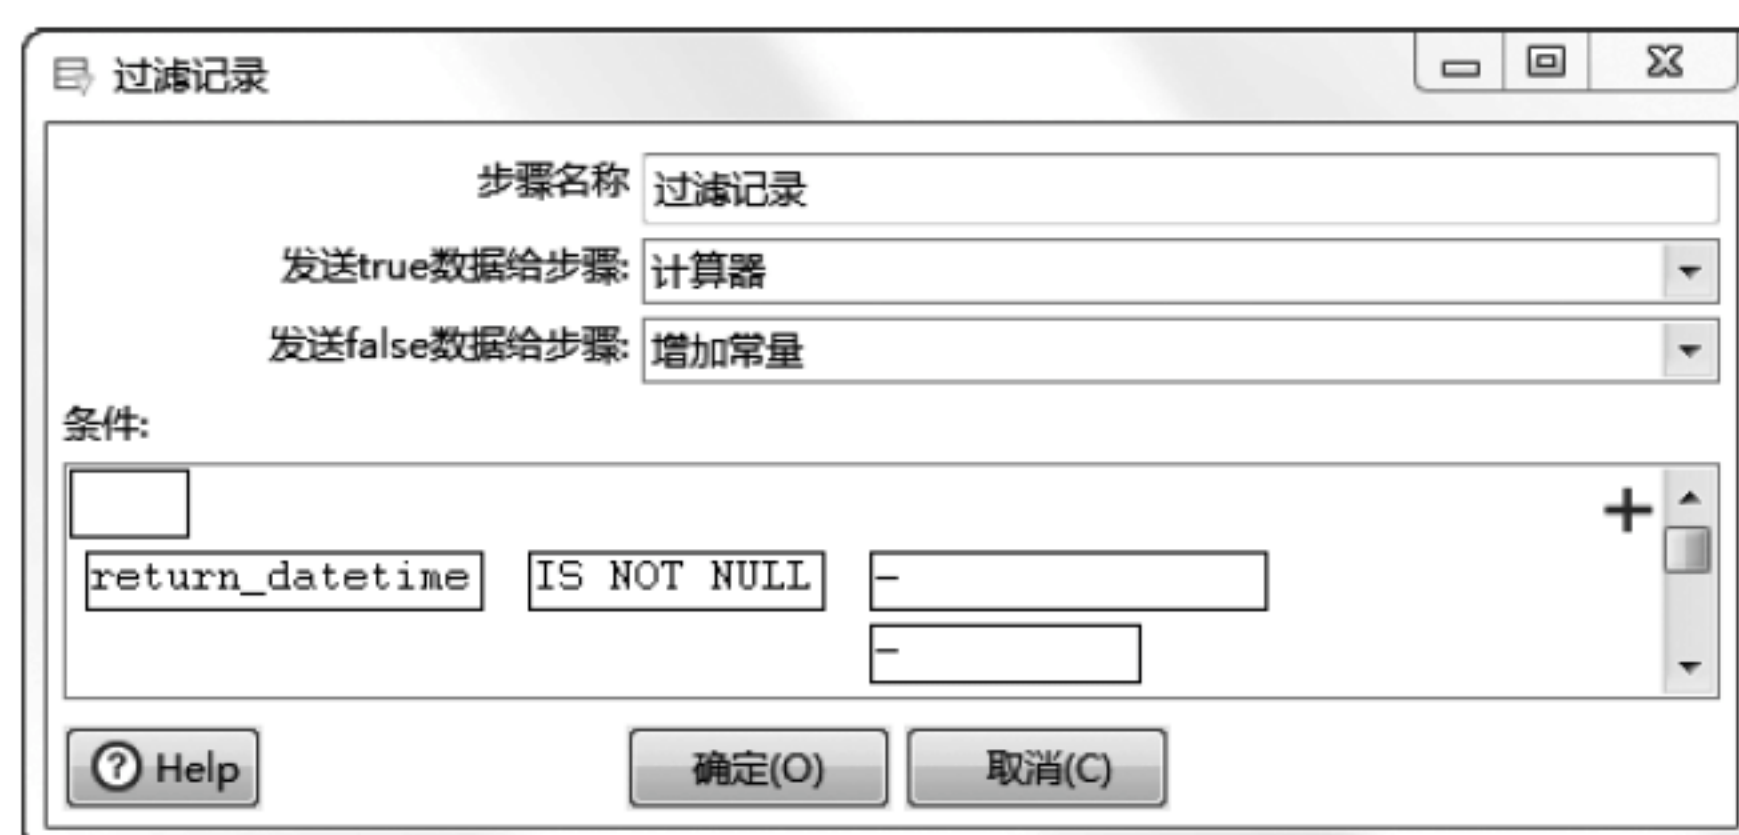 过滤记录
步骤名称 过滤记录
发送true数据给步骤: 计算器
发送false数据给步骤: 增加常量
条件:
return_datetime IS NOT NULL -
-
Help 确定(O) 取消(C)